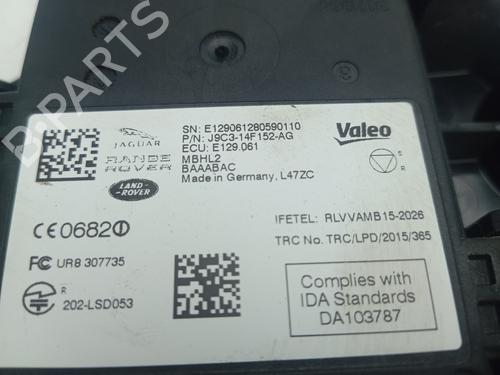 SN: E129061280590110
P/N: J9C3-14F152-AG
ECU: E129.061
MBHL2
BAAABAC
Made in Germany, L47ZC
JAGUAR
RANGE
ROVER
LAND-
ROVER
Valeo
E R
CE0682
FC UR8 307735
R
202-LSD053
IFETEL: RLVVAMB15-2026
TRC No. TRC/LPD/2015/365
Complies with
IDA Standards
DA103787
B-PARTS